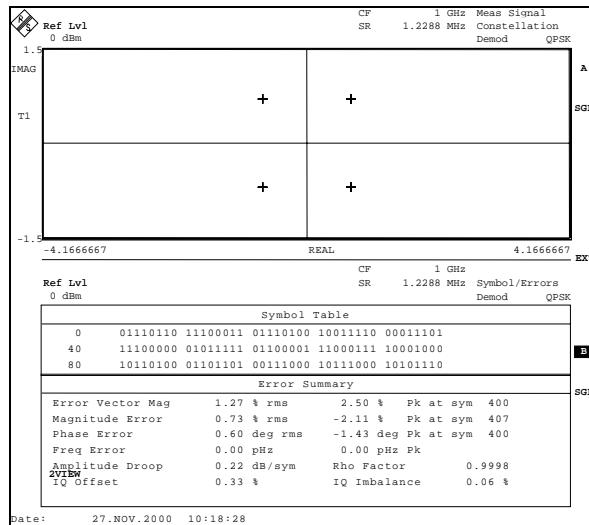 R S
CF 1 GHz Meas Signal
Ref Lvl SR 1.2288 MHz Constellation
0 dBm Demod QPSK
1.5
IMAG
A
SGL
T1
-1.5
-4.1666667 REAL 4.1666667
EXT
CF 1 GHz
Ref Lvl SR 1.2288 MHz Symbol/Errors
0 dBm Demod QPSK
Symbol Table
0 01110110 11100011 01110100 10011110 00011101
40 11100000 01011111 01100001 11000111 10001000
80 10110100 01101101 00111000 10111000 10101110
B
Error Summary
SGL
Error Vector Mag 1.27 % rms 2.50 % Pk at sym 400
Magnitude Error 0.73 % rms -2.11 % Pk at sym 407
Phase Error 0.60 deg rms -1.43 deg Pk at sym 400
Freq Error 0.00 pHz 0.00 pHz Pk
Amplitude Droop 0.22 dB/sym Rho Factor 0.9998
2VIEW
IQ Offset 0.33 % IQ Imbalance 0.06 %
Date: 27.NOV.2000 10:18:28